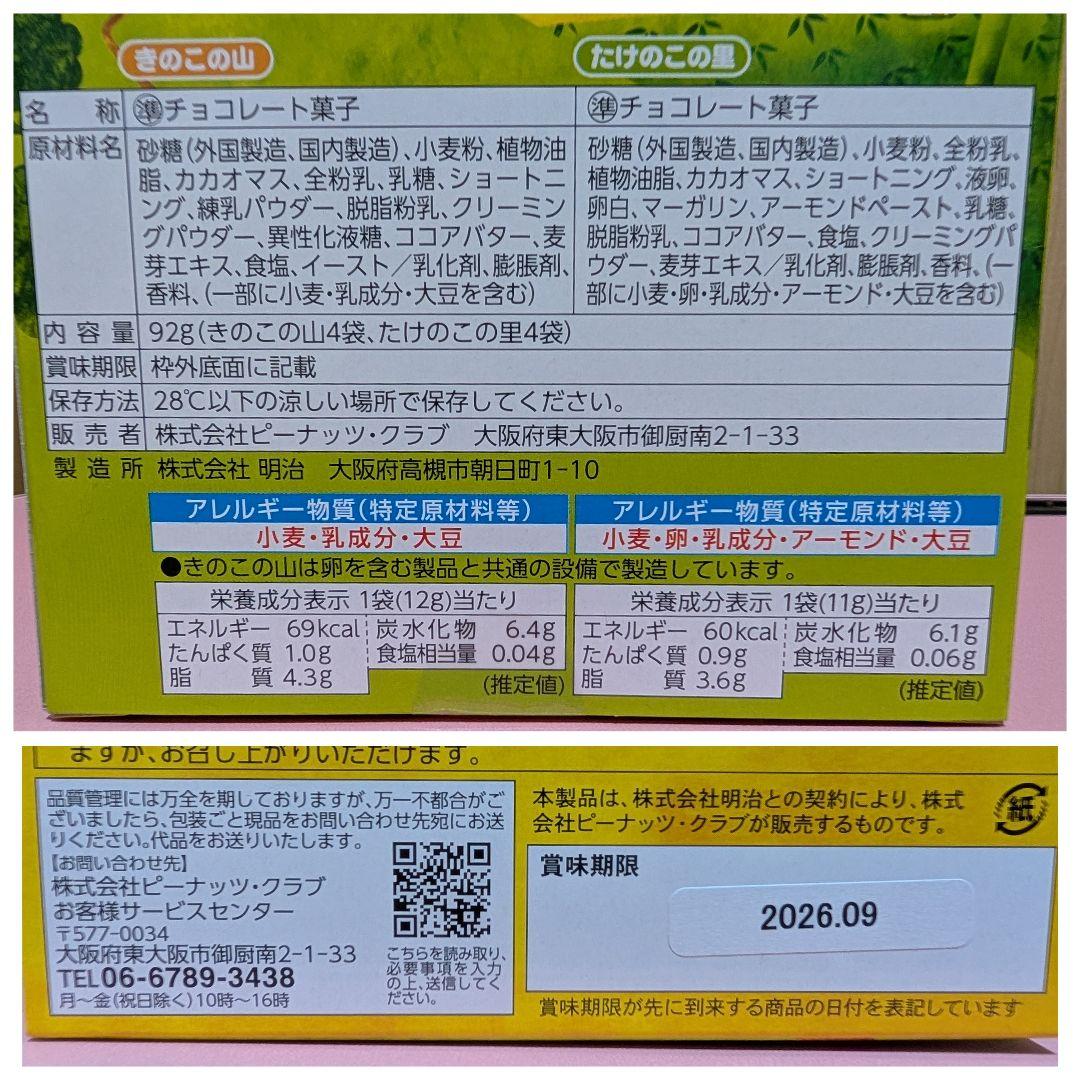 きのこの山
たけのこの里
名称 ㊜チョコレート菓子
原材料名 砂糖(外国製造、国内製造)、小麦粉、植物油
脂、カカオマス、全粉乳、乳糖、ショートニ
ング、練乳パウダー、脱脂粉乳、クリーミン
グパウダー、異性化液糖、ココアバター、麦
芽エキス、食塩、イースト／乳化剤、膨脹剤、
香料、(一部に小麦・乳成分・大豆を含む)
準チョコレート菓子
砂糖(外国製造、国内製造)、小麦粉、全粉乳、
植物油脂、カカオマス、ショートニング、液卵、
卵白、マーガリン、アーモンドペースト、乳糖、
脱脂粉乳、ココアバター、食塩、クリーミングパ
ウダー、麦芽エキス／乳化剤、膨脹剤、香料、(一
部に小麦・卵・乳成分・アーモンド・大豆を含む)
内容量 92g(きのこの山4袋、たけのこの里4袋)
賞味期限 枠外底面に記載
保存方法 28℃以下の涼しい場所で保存してください。
販売者 株式会社ピーナッツ・クラブ 大阪府東大阪市御厨南2-1-33
製造所 株式会社 明治 大阪府高槻市朝日町1-10
アレルギー物質(特定原材料等)
小麦・乳成分・大豆
アレルギー物質(特定原材料等)
小麦・卵・乳成分・アーモンド・大豆
●きのこの山は卵を含む製品と共通の設備で製造しています。
栄養成分表示 1袋(12g)当たり
エネルギー 69kcal 炭水化物 6.4g
たんぱく質 1.0g 食塩相当量 0.04g
脂質 4.3g
(推定値)
栄養成分表示 1袋(11g)当たり
エネルギー 60kcal 炭水化物 6.1g
たんぱく質 0.9g 食塩相当量 0.06g
脂質 3.6g
(推定値)
ますが、お召し上がりいただけます。
品質管理には万全を期しておりますが、万一不都合がご
ざいましたら、包装ごと現品をお問い合わせ先宛にお送
りください。代品をお送りいたします。
【お問い合わせ先】
株式会社ピーナッツ・クラブ
お客様サービスセンター
〒577-0034
大阪府東大阪市御厨南2-1-33
TEL06-6789-3438
月～金(祝日除く)10時～16時
こちらを読み取り、
必要事項を入力
の上、送信してく
ださい。
本製品は、株式会社明治との契約により、株式
会社ピーナッツ・クラブが販売するものです。
紙
賞味期限
2026.09
賞味期限が先に到来する商品の日付を表記しています